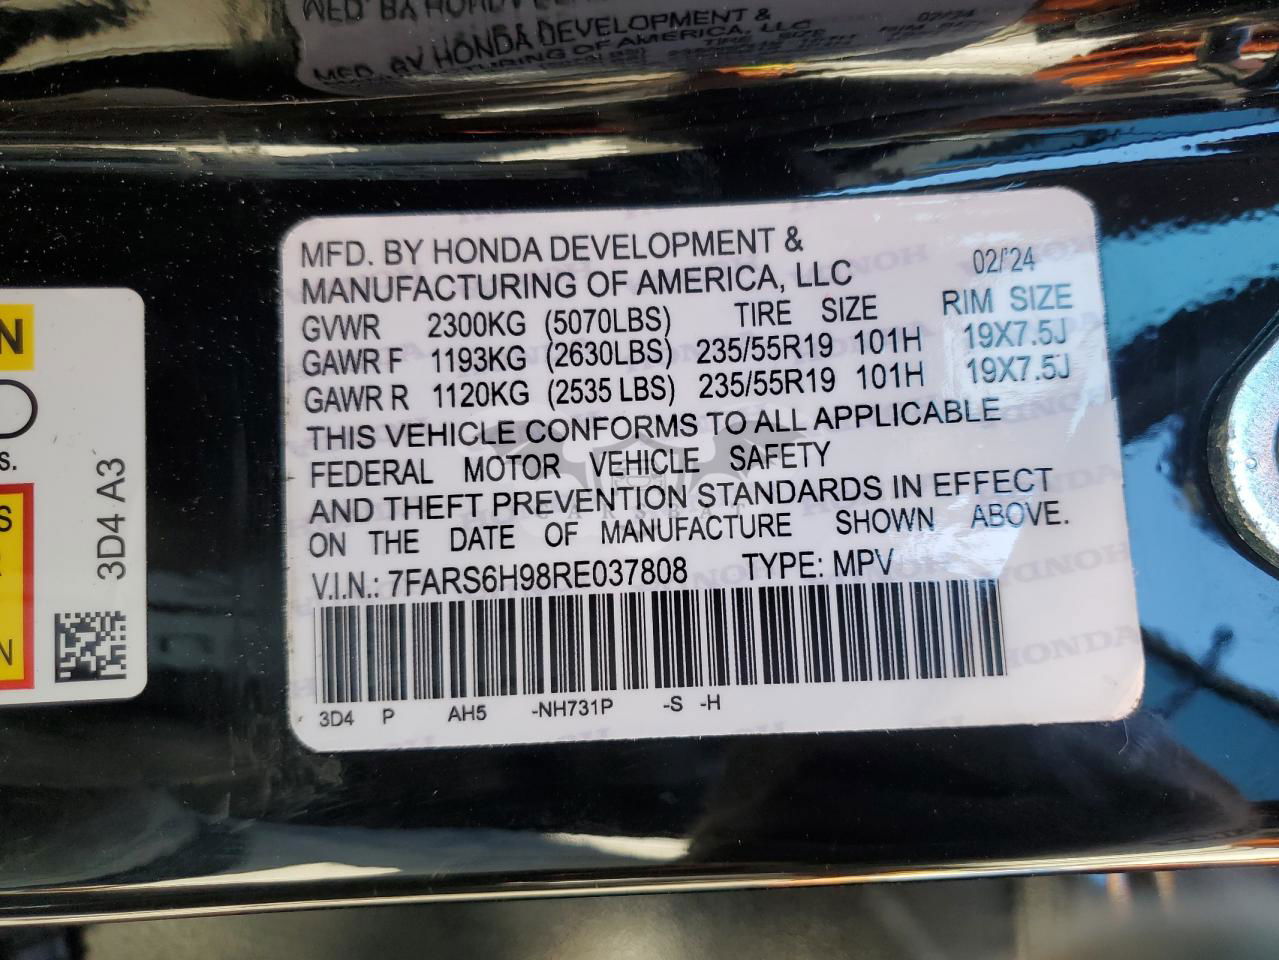 MFD. BY HONDA DEVELOPMENT &
MANUFACTURING OF AMERICA, LLC 02/'24
GVWR 2300KG (5070LBS) TIRE SIZE RIM SIZE
GAWR F 1193KG (2630LBS) 235/55R19 101H 19X7.5J
GAWR R 1120KG (2535 LBS) 235/55R19 101H 19X7.5J
THIS VEHICLE CONFORMS TO ALL APPLICABLE
FEDERAL MOTOR VEHICLE SAFETY
AND THEFT PREVENTION STANDARDS IN EFFECT
ON THE DATE OF MANUFACTURE SHOWN ABOVE.
V.I.N.: 7FARS6H98RE037808 TYPE: MPV
3D4 P AH5 -NH731P -S -H
3D4 A3